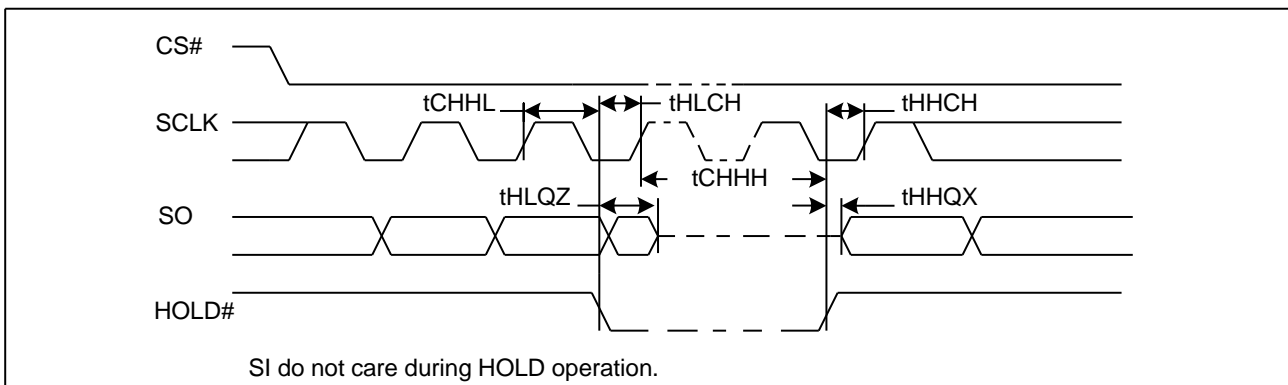 CS#
tCHHL
tHLCH
tHHCH
SCLK
tCHHH
tHLQZ
tHHQX
SO
HOLD#
SI do not care during HOLD operation.